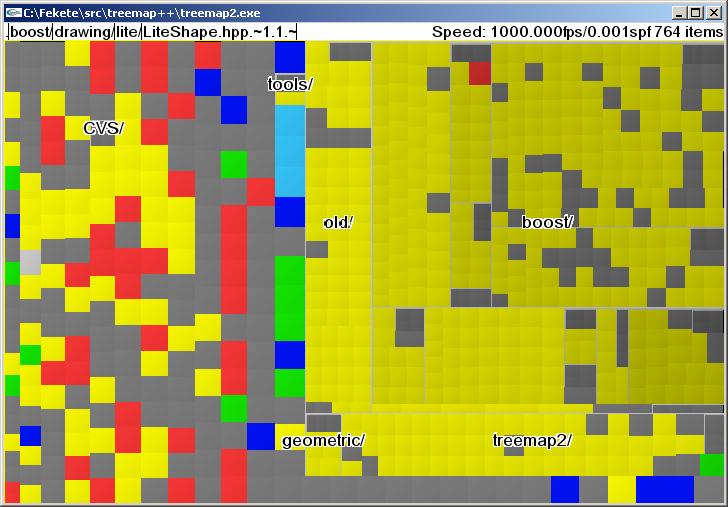 C:\Fekete\src\treemap++\treemap2.exe
boost/drawing/lite/LiteShape.hpp.~1.1.~ Speed: 1000.000fps/0.001spf 764 items
tools/
CVS/
old/ boost/
geometric/ treemap2/